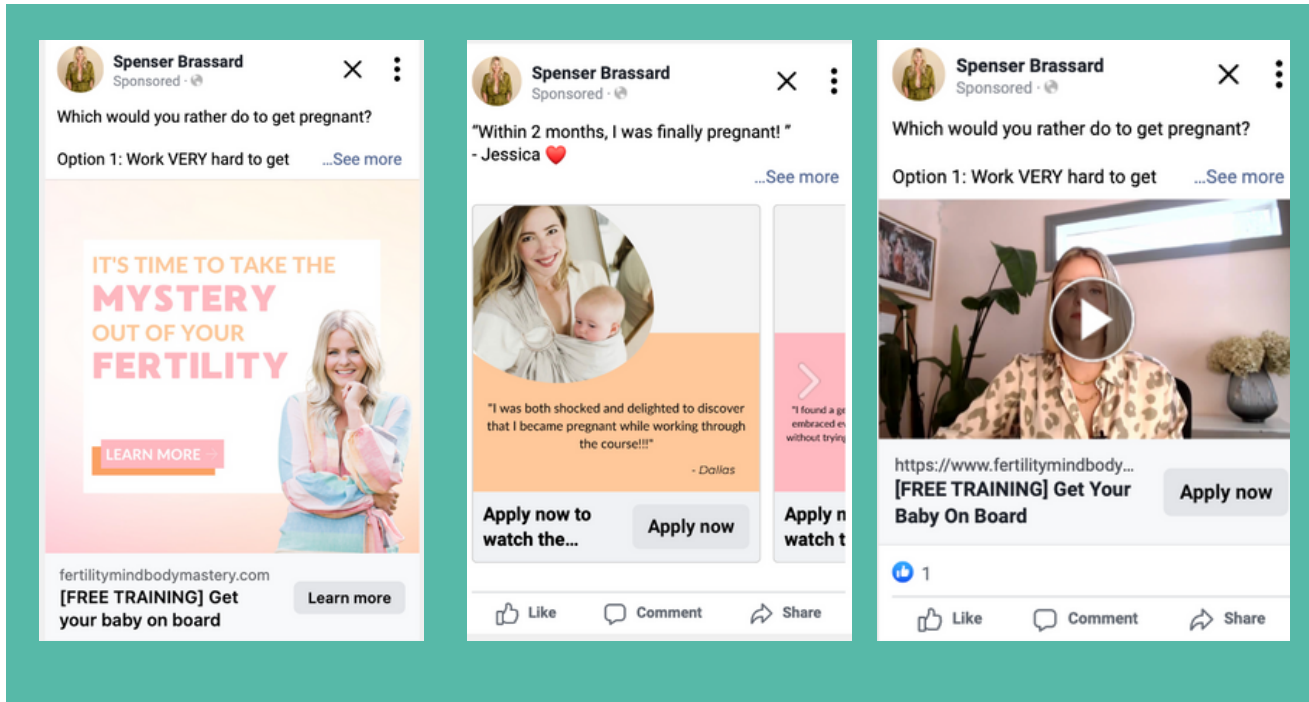 Spenser Brassard
Sponsored ·
Which would you rather do to get pregnant?
Option 1: Work VERY hard to get ...See more
IT'S TIME TO TAKE THE
MYSTERY
OUT OF YOUR
FERTILITY
LEARN MORE →
fertilitymindbodymastery.com
[FREE TRAINING] Get
your baby on board
Learn more
Spenser Brassard
Sponsored ·
"Within 2 months, I was finally pregnant! "
- Jessica ❤️
...See more
"I was both shocked and delighted to discover
that I became pregnant while working through
the course!!!"
- Dallas
Apply now to
watch the...
Apply now
"I found a
embraced
without trying
Apply
watch
Like Comment Share
Spenser Brassard
Sponsored ·
Which would you rather do to get pregnant?
Option 1: Work VERY hard to get ...See more
https://www.fertilitymindbody...
[FREE TRAINING] Get Your
Baby On Board
Apply now
1
Like Comment Share